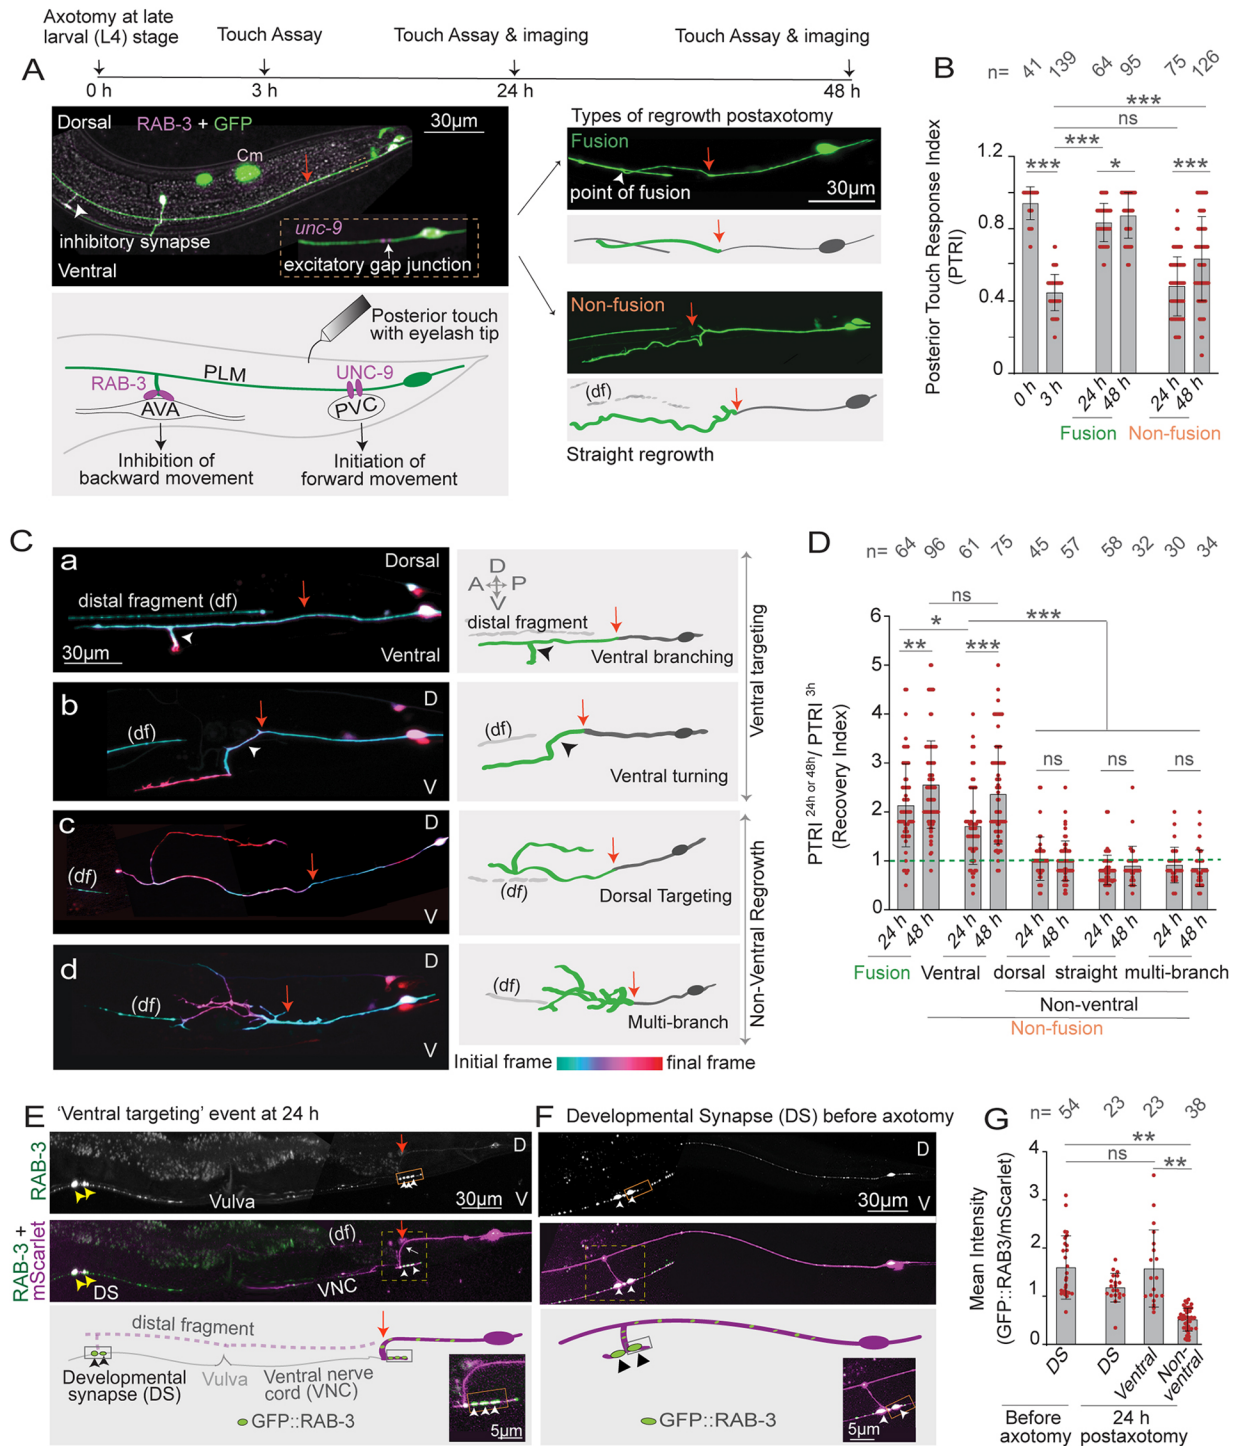 Axotomy at late
larval (L4) stage
Touch Assay
Touch Assay & imaging
Touch Assay & imaging
A
0 h
3 h
24 h
48 h
Dorsal
RAB-3 + GFP
30µm
Cm
inhibitory synapse
Ventral
unc-9
excitatory gap junction
Posterior touch
with eyelash tip
PLM
UNC-9
RAB-3
AVA
PVC
Inhibition of
backward movement
Initiation of
forward movement
Types of regrowth postaxotomy
Fusion
point of fusion
30µm
Non-fusion
(df)
Straight regrowth
B
n= 41 139 64 95 75 126
***
ns
***
*** * ***
Posterior Touch Response Index
(PTRI)
1.2
0.8
0.4
0
0 h 3 h 24 h 48 h 24 h 48 h
Fusion Non-fusion
C
a
Dorsal
distal fragment (df)
30µm
Ventral
D
A P
V
distal fragment
Ventral branching
b
D
(df)
V
(df)
Ventral turning
Ventral targeting
c
D
(df)
V
(df)
Dorsal Targeting
d
D
(df)
V
(df)
Multi-branch
Non-Ventral Regrowth
Initial frame final frame
D
n= 64 96 61 75 45 57 58 32 30 34
ns
* ***
** ***
ns ns ns
PTRI 24h or 48h/ PTRI 3h
(Recovery Index)
6
5
4
3
2
1
0
24 h 48 h 24 h 48 h 24 h 48 h 24 h 48 h 24 h 48 h
Fusion Ventral dorsal straight multi-branch
Non-ventral
Non-fusion
E 'Ventral targeting' event at 24 h
RAB-3
D
Vulva
30µm
V
RAB-3 +
mScarlet
(df)
DS
VNC
distal fragment
Developmental
synapse (DS)
Vulva
Ventral nerve
cord (VNC)
GFP::RAB-3
5µm
F Developmental Synapse (DS) before axotomy
D
30µm
V
GFP::RAB-3
5µm
G
n= 54 23 23 38
**
ns
**
Mean Intensity
(GFP::RAB3/mScarlet)
4
3
2
1
0
DS DS Ventral Non-
ventral
Before
axotomy
24 h
postaxotomy